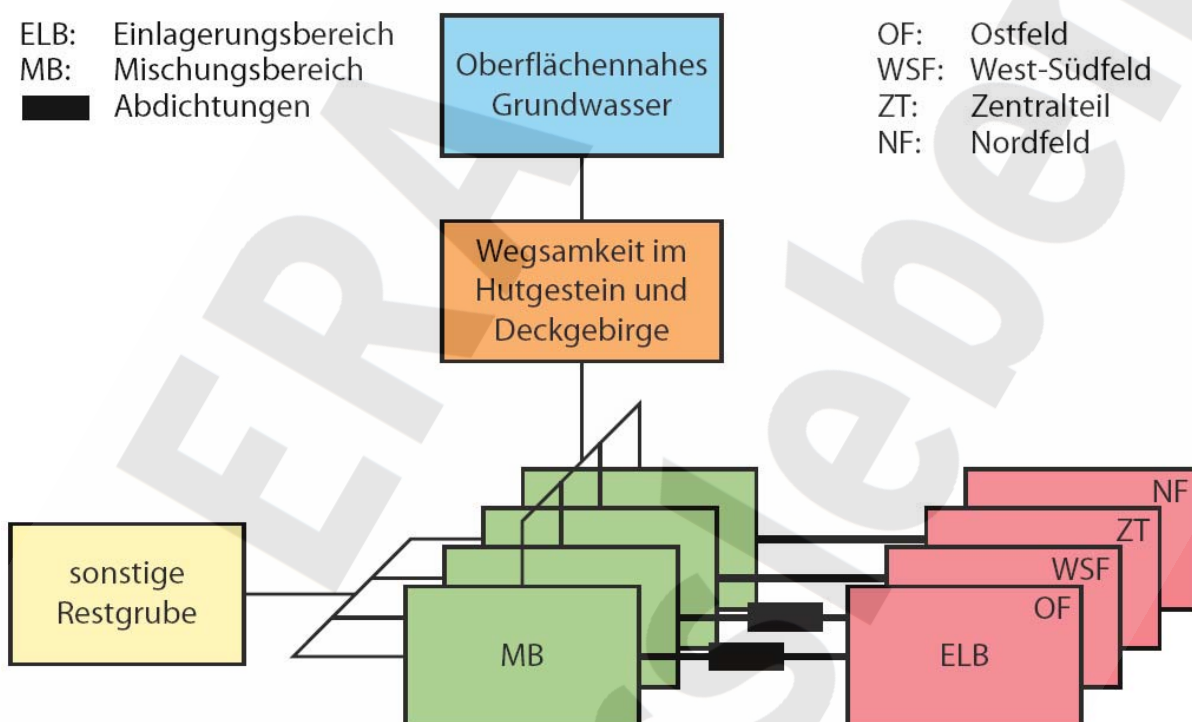 ELB: Einlagerungsbereich
MB: Mischungsbereich
Abdichtungen
Oberflächennahes
Grundwasser
OF: Ostfeld
WSF: West-Südfeld
ZT: Zentralteil
NF: Nordfeld
Wegsamkeit im
Hutgestein und
Deckgebirge
sonstige
Restgrube
MB
NF
ZT
WSF
OF
ELB
ERA